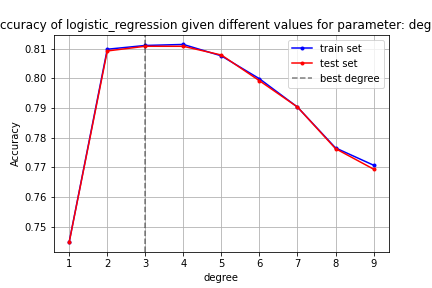 ccuracy of logistic_regression given different values for parameter: deg
0.81
0.80
0.79
0.78
0.77
0.76
0.75
Accuracy
train set
test set
best degree
1 2 3 4 5 6 7 8 9
degree